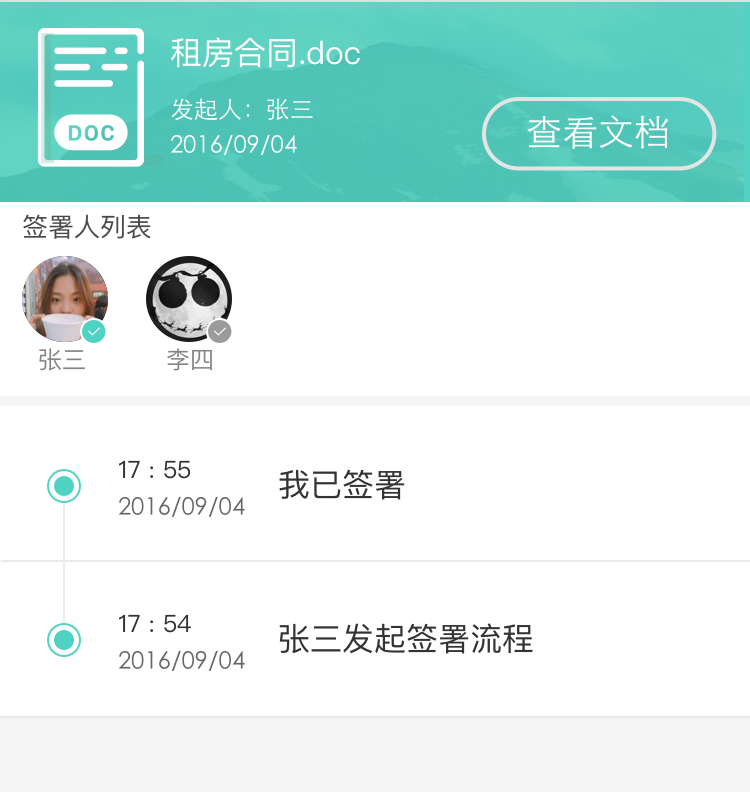 租房合同.doc
DOC
发起人：张三
2016/09/04
查看文档
签署人列表
张三
李四
17：55
2016/09/04
我已签署
17：54
2016/09/04
张三发起签署流程